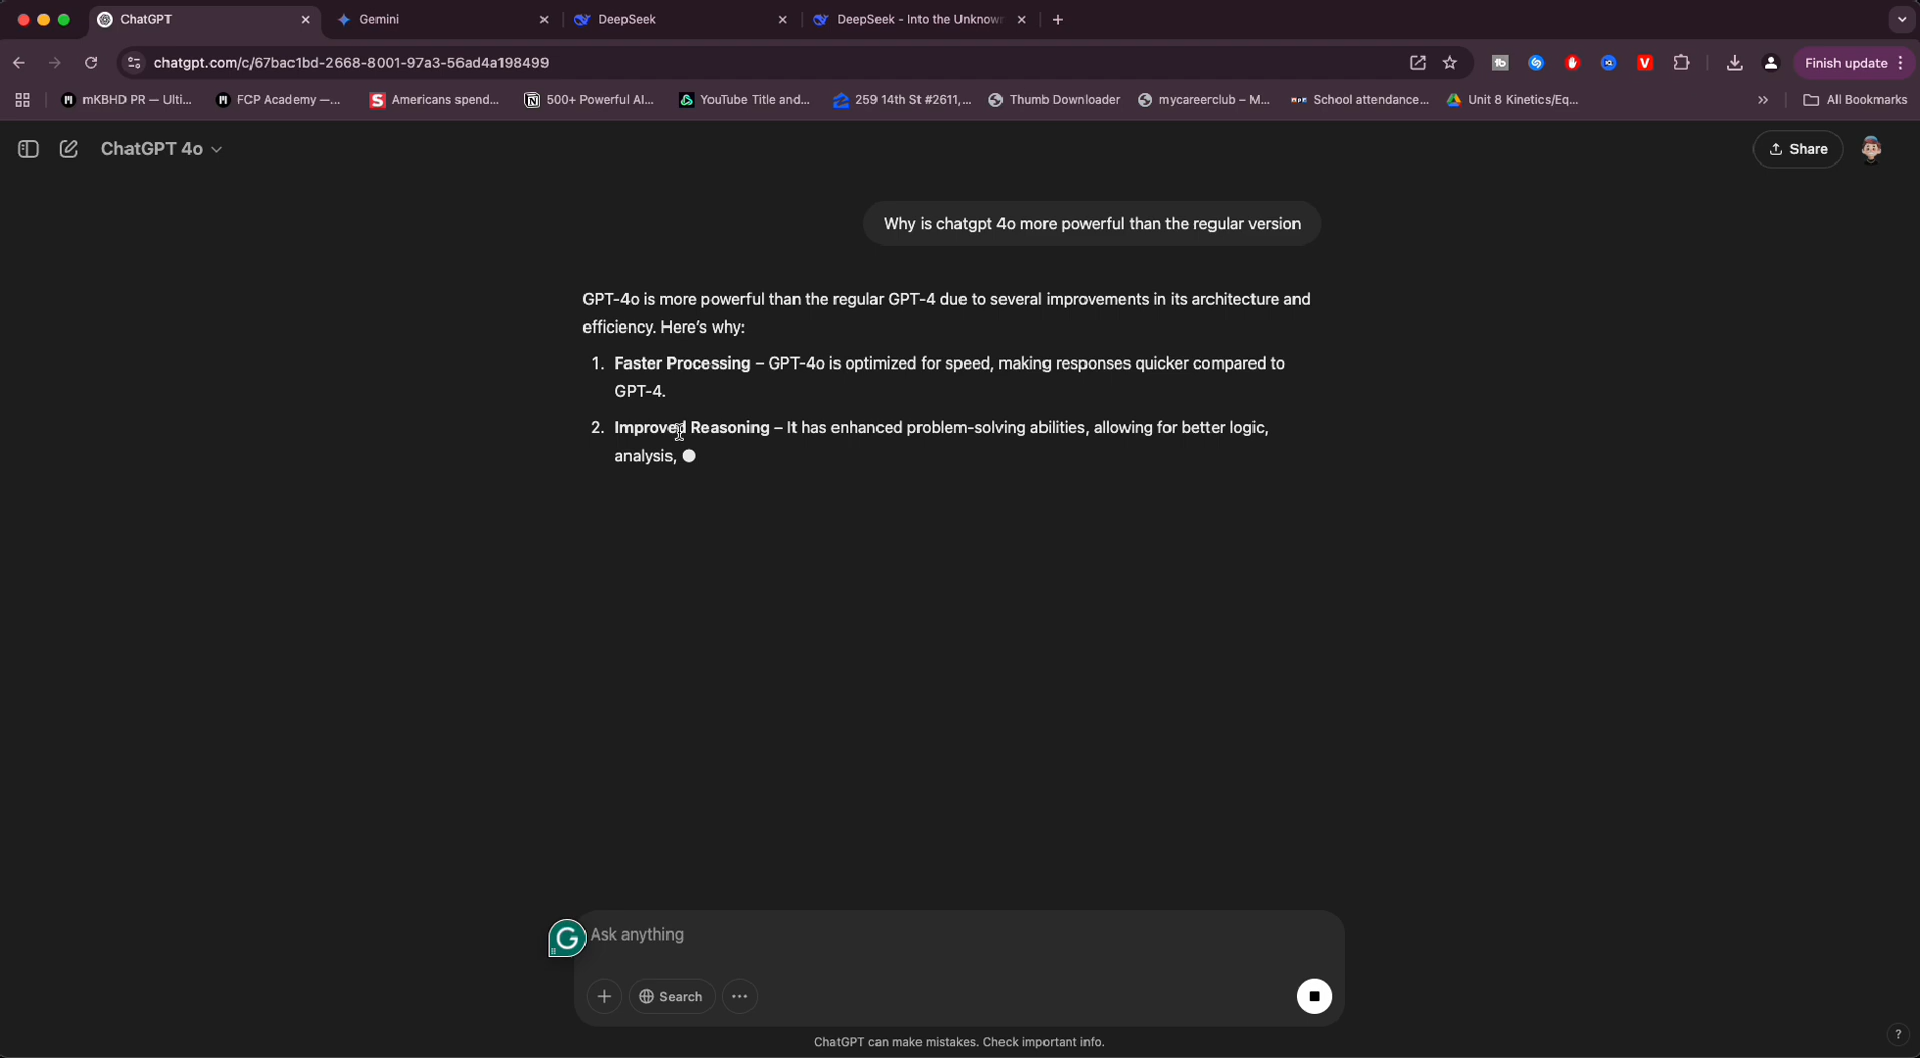 ChatGPT
Gemini
DeepSeek
DeepSeek - Into the Unknown
chatgpt.com/c/67bac1bd-2668-8001-97a3-56ad4a198499
Finish update
mKBHD PR — Ulti...
FCP Academy —...
Americans spend...
500+ Powerful AI...
YouTube Title and...
259 14th St #2611,...
Thumb Downloader
mycareerclub – M...
School attendance...
Unit 8 Kinetics/Eq...
All Bookmarks
ChatGPT 4o
Share
Why is chatgpt 4o more powerful than the regular version
GPT-4o is more powerful than the regular GPT-4 due to several improvements in its architecture and
efficiency. Here's why:
1. Faster Processing – GPT-4o is optimized for speed, making responses quicker compared to
GPT-4.
2. Improved Reasoning – It has enhanced problem-solving abilities, allowing for better logic,
analysis,
Ask anything
Search
ChatGPT can make mistakes. Check important info.
?